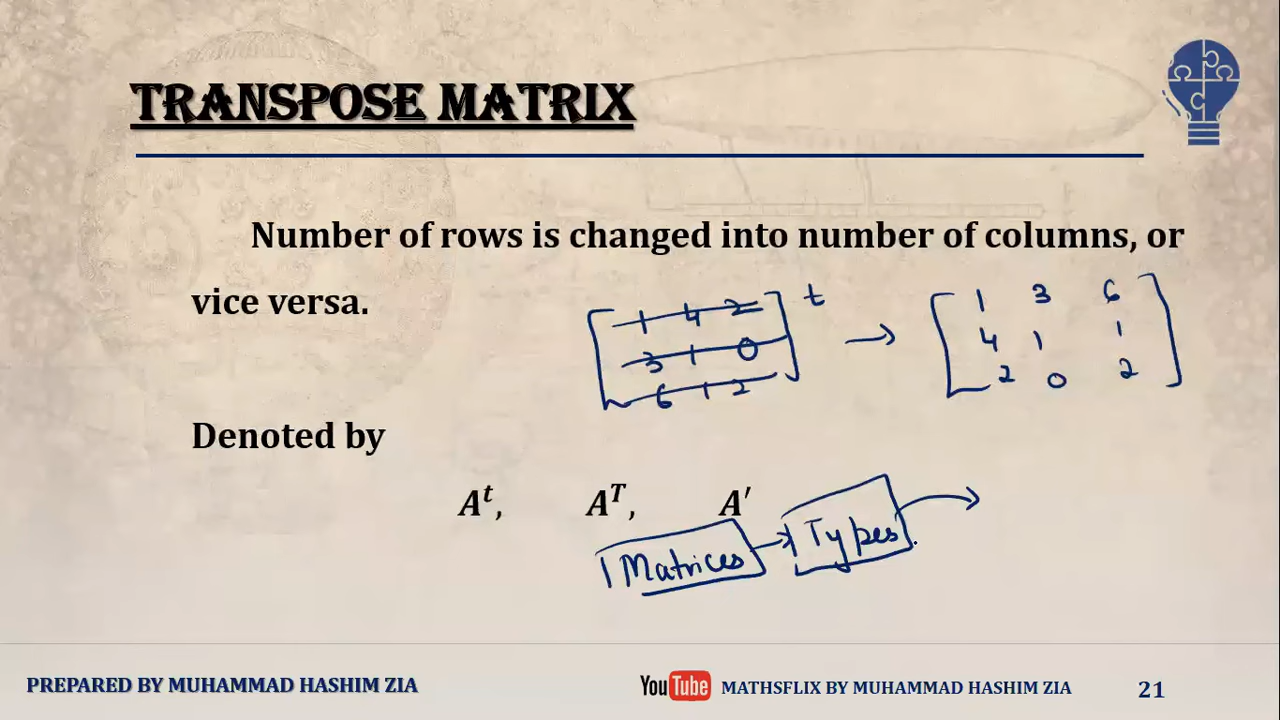 TRANSPOSE MATRIX
Number of rows is changed into number of columns, or
vice versa.
1 4 2 t → 1 3 6
3 1 0 4 1 1
6 1 2 2 0 2
Denoted by
Aᵗ, Aᵀ, A′
Matrices → Types →
PREPARED BY MUHAMMAD HASHIM ZIA YouTube MATHSFLIX BY MUHAMMAD HASHIM ZIA 21